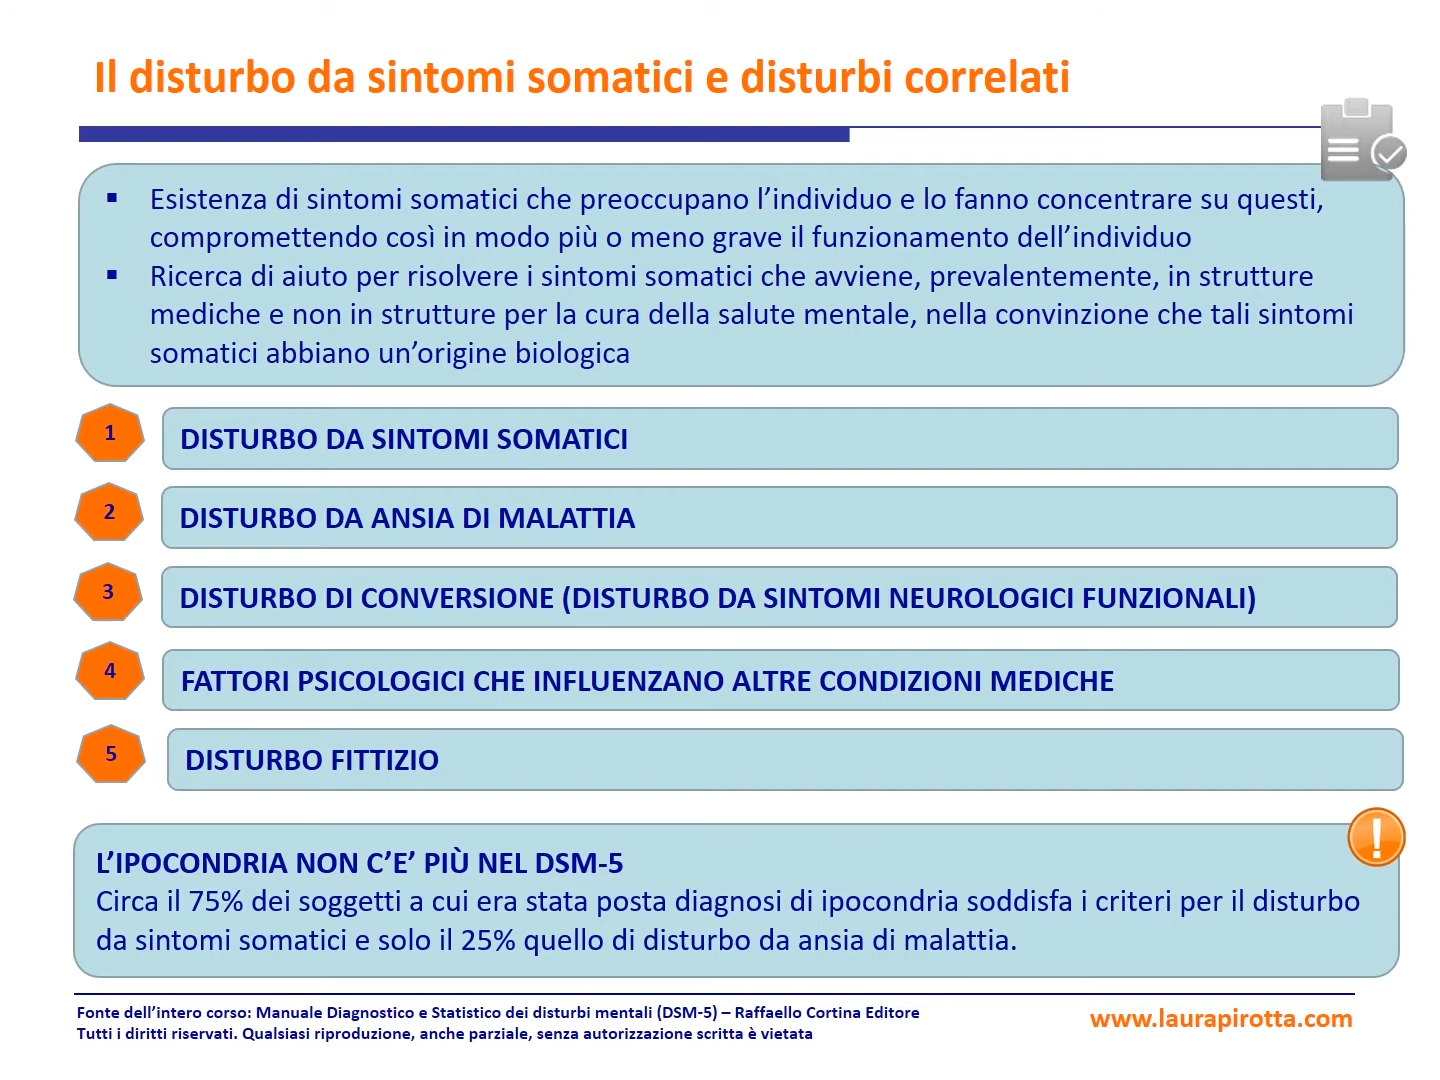 Il disturbo da sintomi somatici e disturbi correlati
▪ Esistenza di sintomi somatici che preoccupano l’individuo e lo fanno concentrare su questi,
compromettendo così in modo più o meno grave il funzionamento dell’individuo
▪ Ricerca di aiuto per risolvere i sintomi somatici che avviene, prevalentemente, in strutture
mediche e non in strutture per la cura della salute mentale, nella convinzione che tali sintomi
somatici abbiano un’origine biologica
1 DISTURBO DA SINTOMI SOMATICI
2 DISTURBO DA ANSIA DI MALATTIA
3 DISTURBO DI CONVERSIONE (DISTURBO DA SINTOMI NEUROLOGICI FUNZIONALI)
4 FATTORI PSICOLOGICI CHE INFLUENZANO ALTRE CONDIZIONI MEDICHE
5 DISTURBO FITTIZIO
!
L’IPOCONDRIA NON C’E’ PIÙ NEL DSM-5
Circa il 75% dei soggetti a cui era stata posta diagnosi di ipocondria soddisfa i criteri per il disturbo
da sintomi somatici e solo il 25% quello di disturbo da ansia di malattia.
Fonte dell’intero corso: Manuale Diagnostico e Statistico dei disturbi mentali (DSM-5) – Raffaello Cortina Editore
Tutti i diritti riservati. Qualsiasi riproduzione, anche parziale, senza autorizzazione scritta è vietata
www.laurapirotta.com